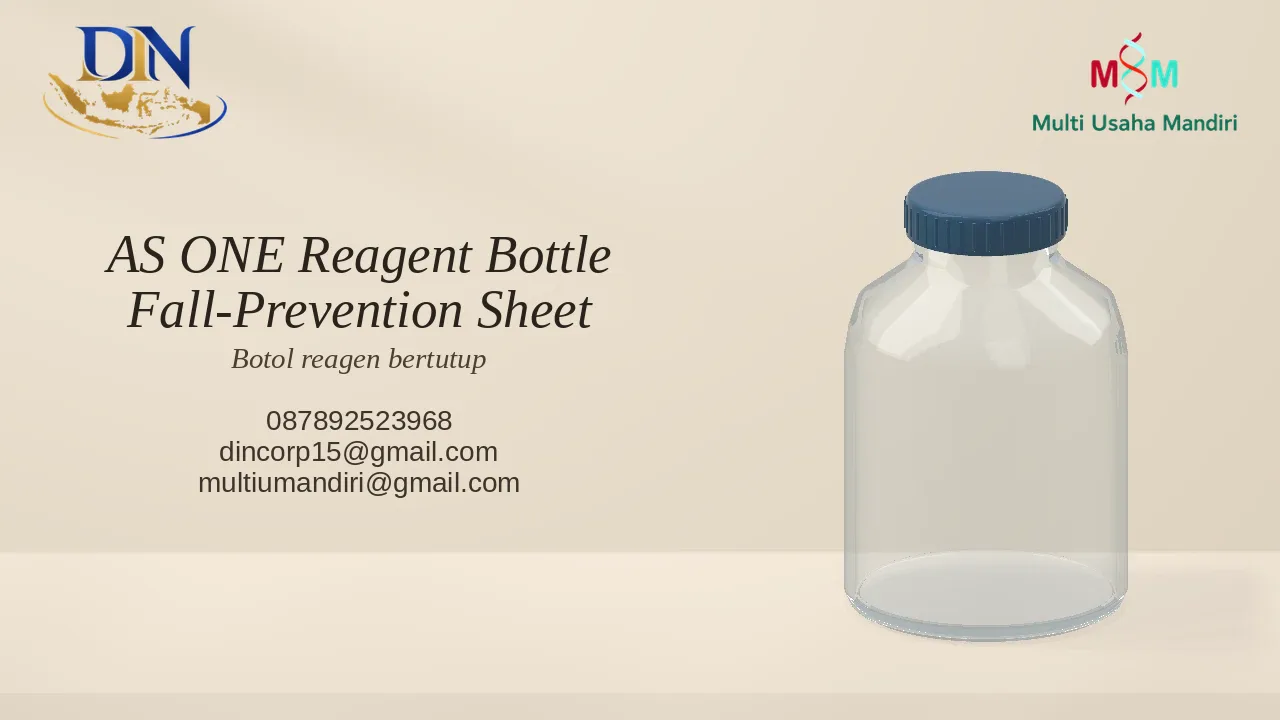 DN
M M
Multi Usaha Mandiri
AS ONE Reagent Bottle
Fall-Prevention Sheet
Botol reagen bertutup
087892523968
dincorp15@gmail.com
multiumandiri@gmail.com